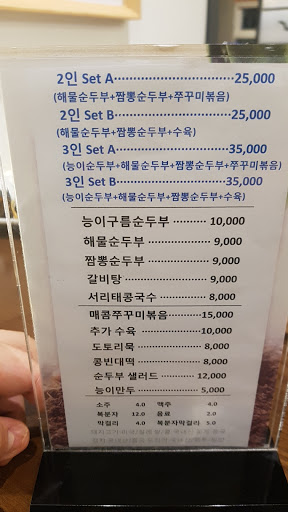 2인 Set A 25,000
(해물순두부+짬뽕순두부+쭈꾸미볶음)
2인 Set B 25,000
(해물순두부+짬뽕순두부+수육)
3인 Set A 35,000
(능이순두부+해물순두부+짬뽕순두부+쭈꾸미볶음)
3인 Set B 35,000
(능이순두부+해물순두부+짬뽕순두부+수육)
능이구름순두부 10,000
해물순두부 9,000
짬뽕순두부 9,000
갈비탕 9,000
서리태콩국수 8,000
매콤쭈꾸미볶음 15,000
추가 수육 10,000
도토리묵 8,000
콩빈대떡 8,000
순두부 샐러드 12,000
능이만두 5,000
소주 4.0 맥주 4.0
복분자 12.0 음료 2.0
막걸리 4.0 복분자막걸리 5.0